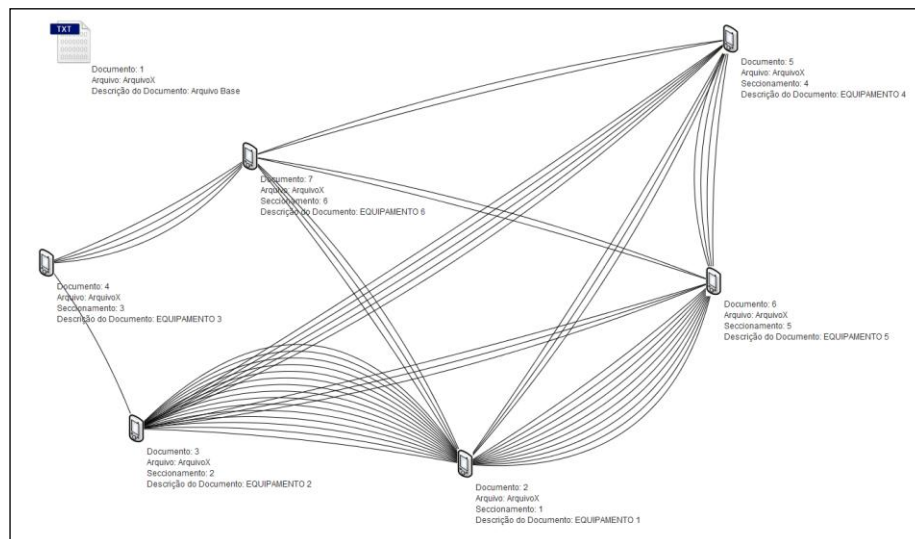 TXT
Documento: 1
Arquivo: ArquivoX
Descrição do Documento: Arquivo Base
Documento: 5
Arquivo: ArquivoX
Seccionamento: 4
Descrição do Documento: EQUIPAMENTO 4
Documento: 7
Arquivo: ArquivoX
Seccionamento: 6
Descrição do Documento: EQUIPAMENTO 6
Documento: 4
Arquivo: ArquivoX
Seccionamento: 3
Descrição do Documento: EQUIPAMENTO 3
Documento: 6
Arquivo: ArquivoX
Seccionamento: 5
Descrição do Documento: EQUIPAMENTO 5
Documento: 3
Arquivo: ArquivoX
Seccionamento: 2
Descrição do Documento: EQUIPAMENTO 2
Documento: 2
Arquivo: ArquivoX
Seccionamento: 1
Descrição do Documento: EQUIPAMENTO 1